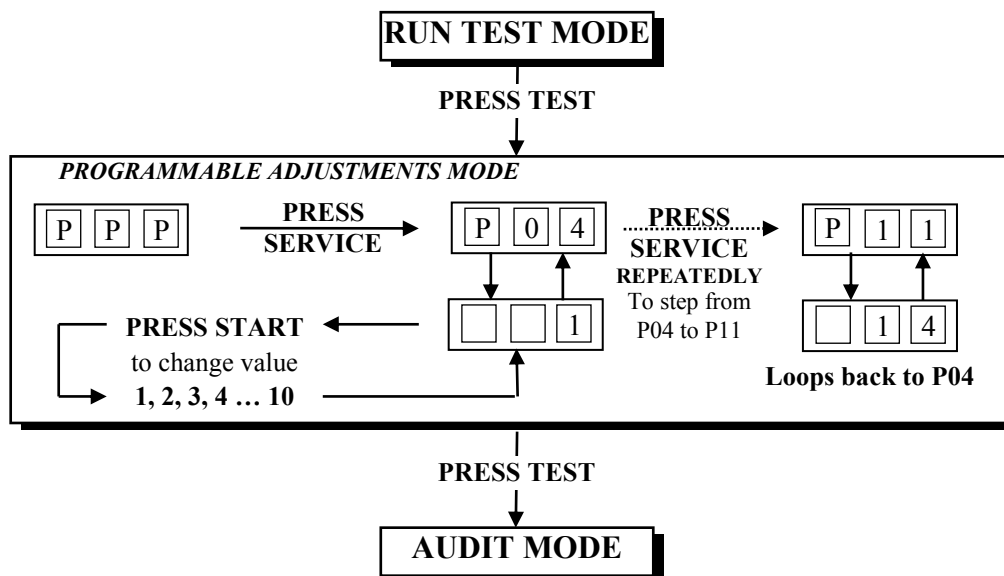 RUN TEST MODE
PRESS TEST
PROGRAMMABLE ADJUSTMENTS MODE
P P P
PRESS
SERVICE
P 0 4
1
PRESS START
to change value
1, 2, 3, 4 … 10
PRESS
SERVICE
REPEATEDLY
To step from
P04 to P11
P 1 1
1 4
Loops back to P04
PRESS TEST
AUDIT MODE